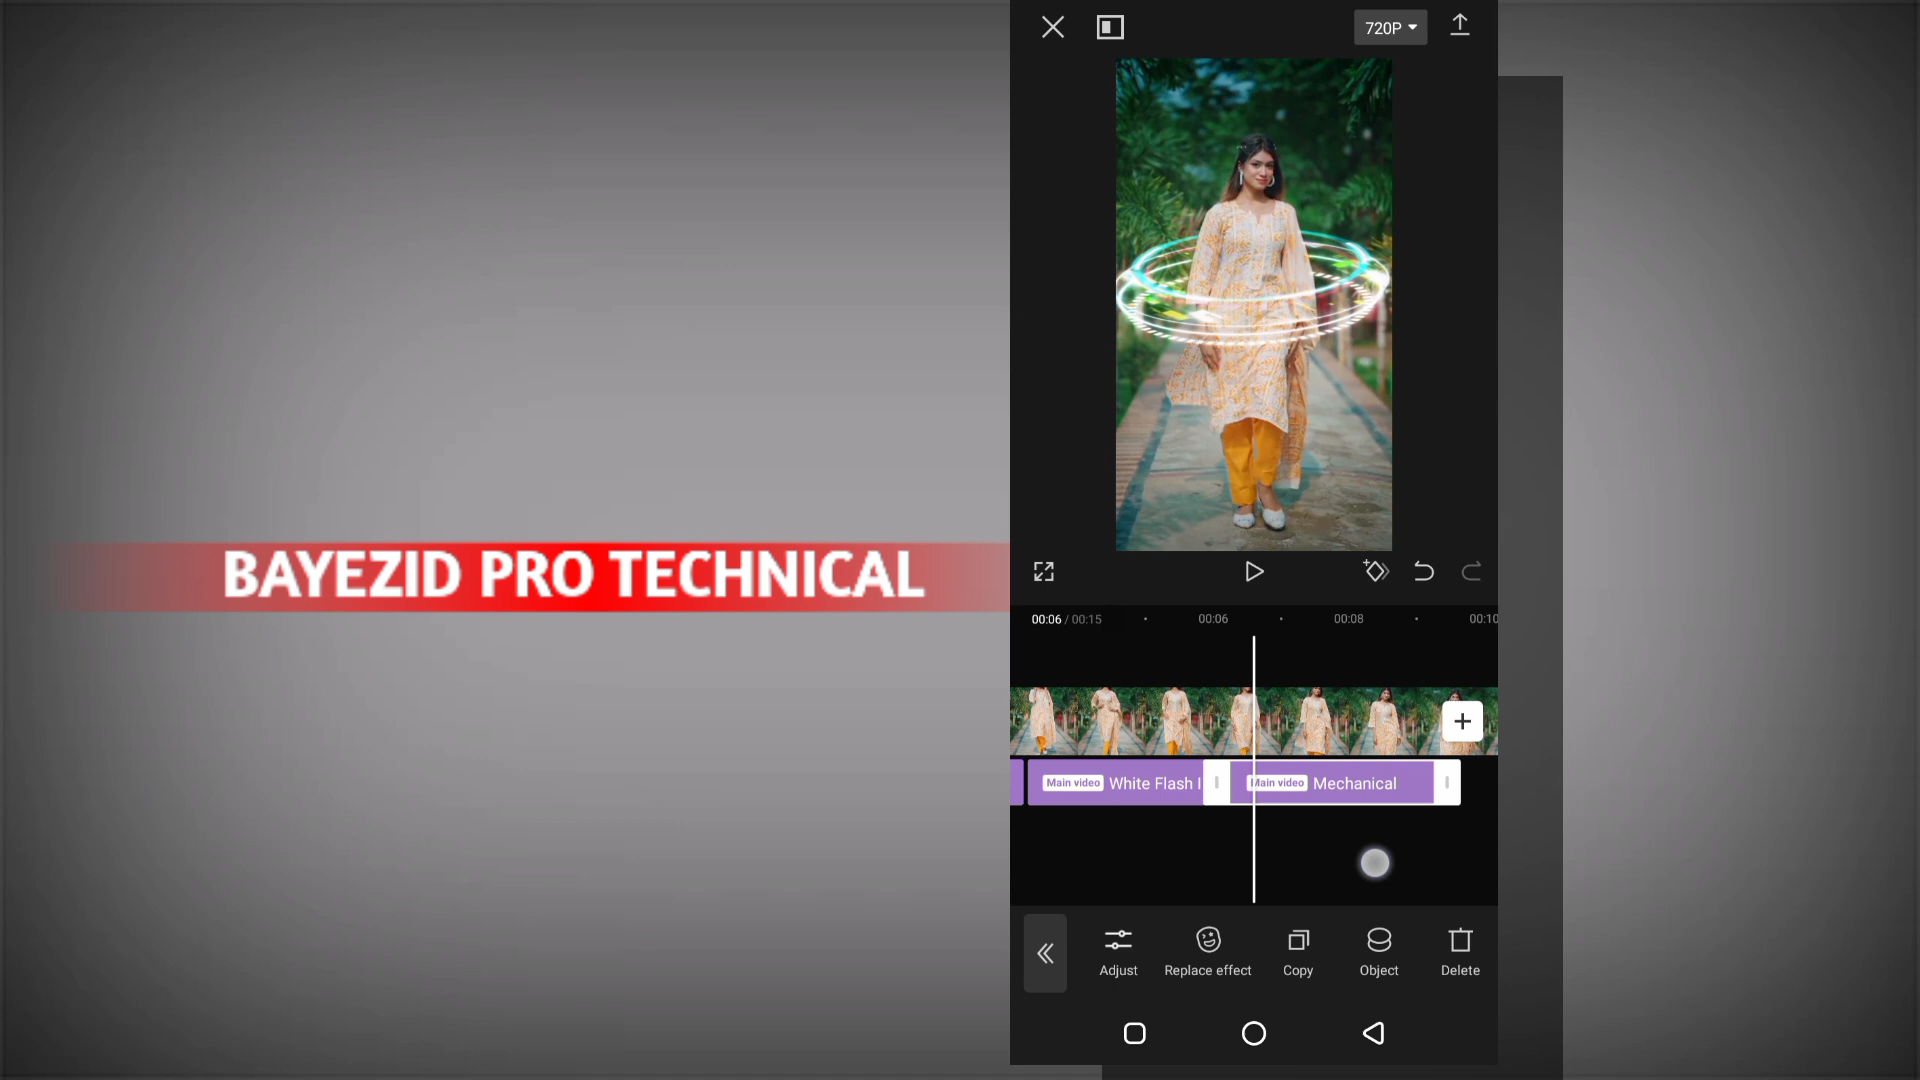 720P
BAYEZID PRO TECHNICAL
00:06 / 00:15
00:06
00:08
00:10
Main video White Flash I
Main video Mechanical
Adjust
Replace effect
Copy
Object
Delete